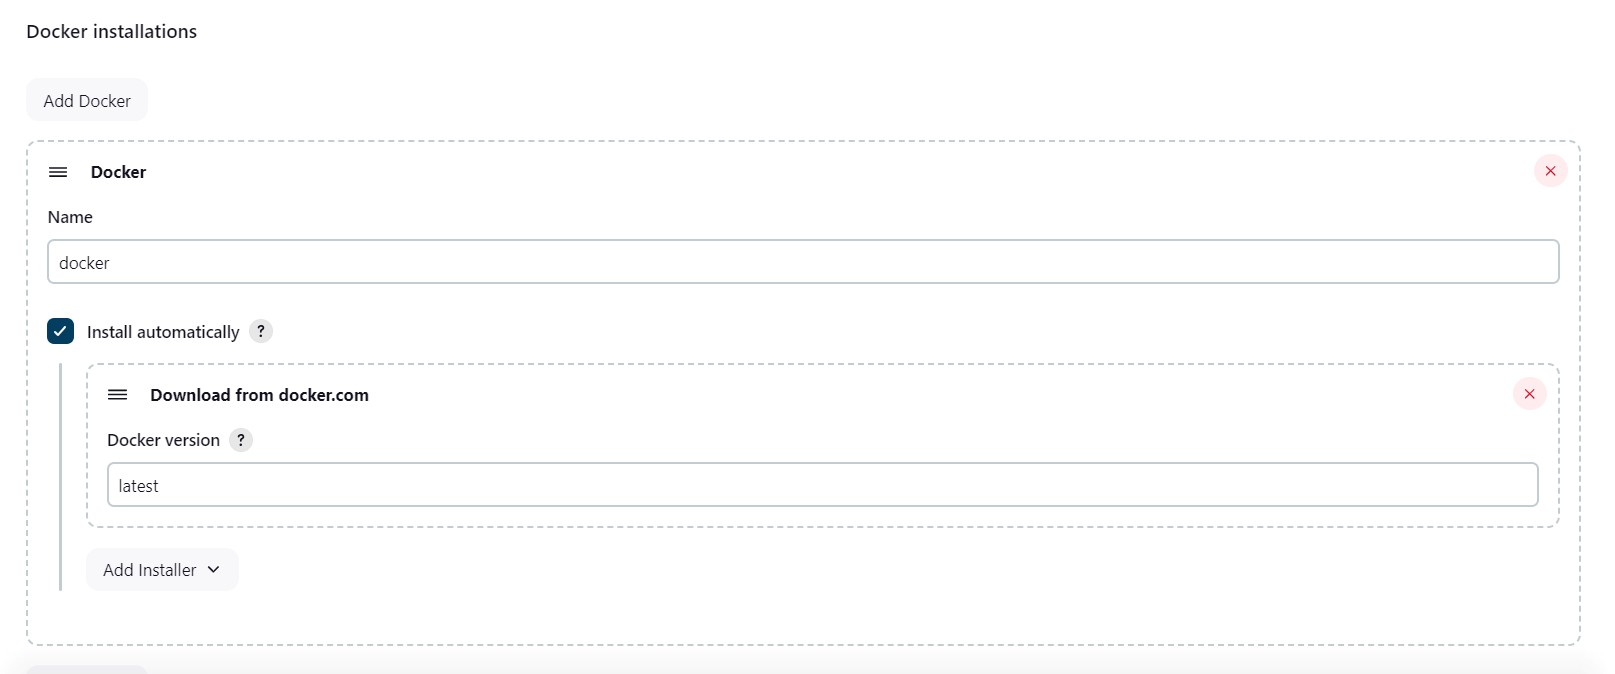 Docker installations
Add Docker
Docker
Name
docker
Install automatically ?
Download from docker.com
Docker version ?
latest
Add Installer